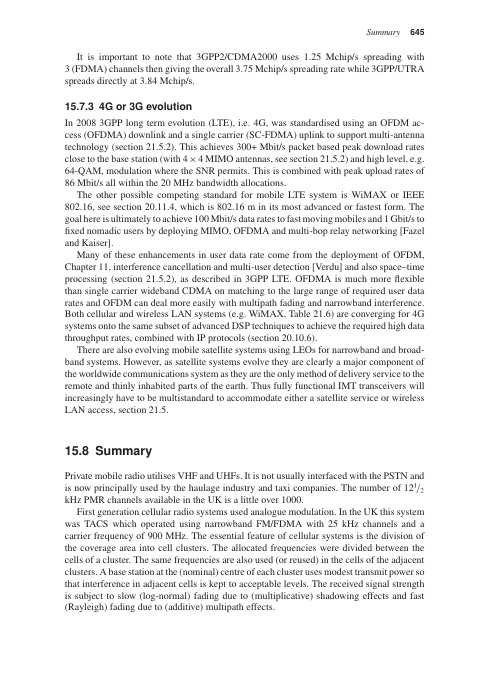 Summary 645
It is important to note that 3GPP2/CDMA2000 uses 1.25 Mchip/s spreading with
3 (FDMA) channels then giving the overall 3.75 Mchip/s spreading rate while 3GPP/UTRA
spreads directly at 3.84 Mchip/s.
15.7.3 4G or 3G evolution
In 2008 3GPP long term evolution (LTE), i.e. 4G, was standardised using an OFDM ac-
cess (OFDMA) downlink and a single carrier (SC-FDMA) uplink to support multi-antenna
technology (section 21.5.2). This achieves 300+ Mbit/s packet based peak download rates
close to the base station (with 4 × 4 MIMO antennas, see section 21.5.2) and high level, e.g.
64-QAM, modulation where the SNR permits. This is combined with peak upload rates of
86 Mbit/s all within the 20 MHz bandwidth allocations.
The other possible competing standard for mobile LTE system is WiMAX or IEEE
802.16, see section 20.11.4, which is 802.16 m in its most advanced or fastest form. The
goal here is ultimately to achieve 100 Mbit/s data rates to fast moving mobiles and 1 Gbit/s to
fixed nomadic users by deploying MIMO, OFDMA and multi-bop relay networking [Fazel
and Kaiser].
Many of these enhancements in user data rate come from the deployment of OFDM,
Chapter 11, interference cancellation and multi-user detection [Verdu] and also space–time
processing (section 21.5.2), as described in 3GPP LTE. OFDMA is much more flexible
than single carrier wideband CDMA on matching to the large range of required user data
rates and OFDM can deal more easily with multipath fading and narrowband interference.
Both cellular and wireless LAN systems (e.g. WiMAX, Table 21.6) are converging for 4G
systems onto the same subset of advanced DSP techniques to achieve the required high data
throughput rates, combined with IP protocols (section 20.10.6).
There are also evolving mobile satellite systems using LEOs for narrowband and broad-
band systems. However, as satellite systems evolve they are clearly a major component of
the worldwide communications system as they are the only method of delivery service to the
remote and thinly inhabited parts of the earth. Thus fully functional IMT transceivers will
increasingly have to be multistandard to accommodate either a satellite service or wireless
LAN access, section 21.5.
15.8 Summary
Private mobile radio utilises VHF and UHFs. It is not usually interfaced with the PSTN and
is now principally used by the haulage industry and taxi companies. The number of 12 1/2
kHz PMR channels available in the UK is a little over 1000.
First generation cellular radio systems used analogue modulation. In the UK this system
was TACS which operated using narrowband FM/FDMA with 25 kHz channels and a
carrier frequency of 900 MHz. The essential feature of cellular systems is the division of
the coverage area into cell clusters. The allocated frequencies were divided between the
cells of a cluster. The same frequencies are also used (or reused) in the cells of the adjacent
clusters. A base station at the (nominal) centre of each cluster uses modest transmit power so
that interference in adjacent cells is kept to acceptable levels. The received signal strength
is subject to slow (log-normal) fading due to (multiplicative) shadowing effects and fast
(Rayleigh) fading due to (additive) multipath effects.